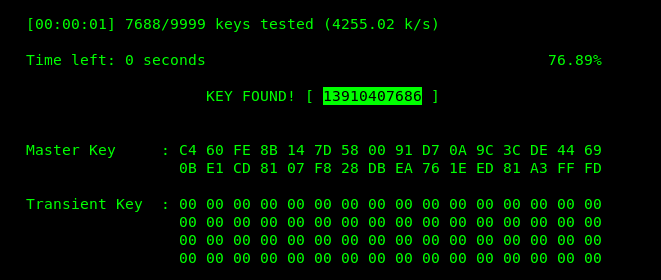 [00:00:01] 7688/9999 keys tested (4255.02 k/s)
Time left: 0 seconds 76.89%
KEY FOUND! [ 13910407686 ]
Master Key : C4 60 FE 8B 14 7D 58 00 91 D7 0A 9C 3C DE 44 69
0B E1 CD 81 07 F8 28 DB EA 76 1E ED 81 A3 FF FD
Transient Key : 00 00 00 00 00 00 00 00 00 00 00 00 00 00 00 00
00 00 00 00 00 00 00 00 00 00 00 00 00 00 00 00
00 00 00 00 00 00 00 00 00 00 00 00 00 00 00 00
00 00 00 00 00 00 00 00 00 00 00 00 00 00 00 00